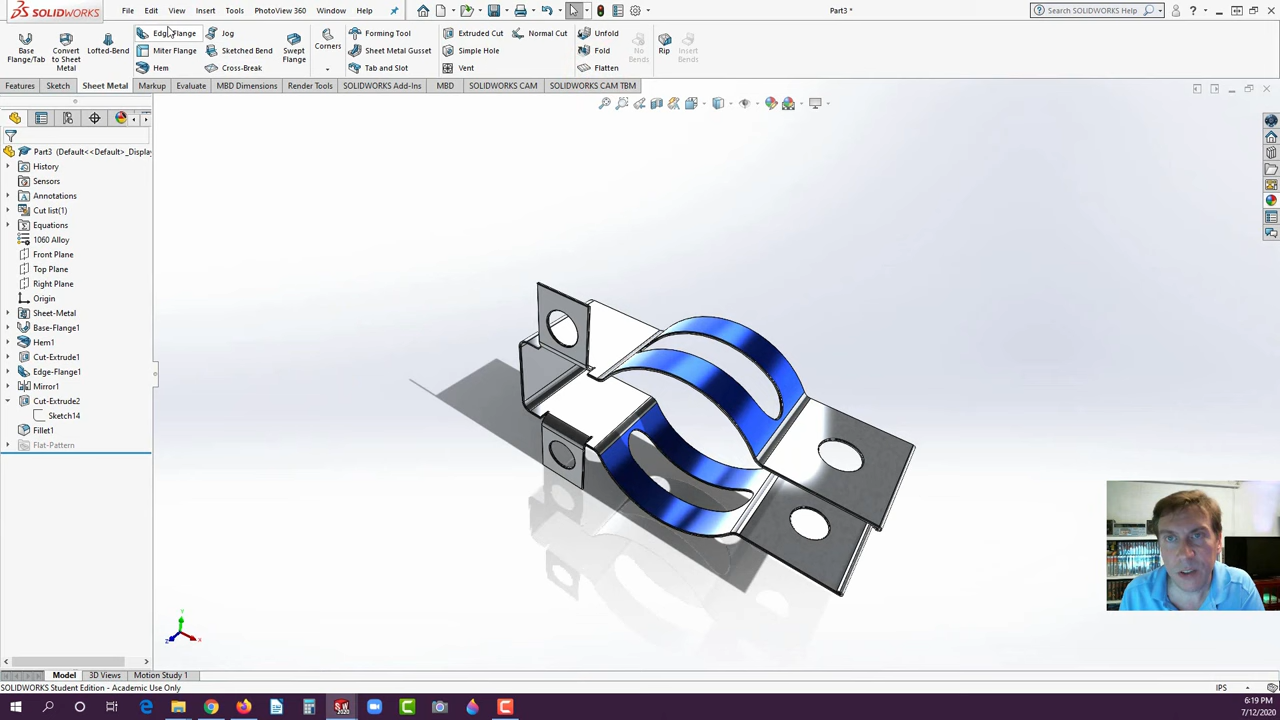 SOLIDWORKS File Edit View Insert Tools PhotoView 360 Window Help Part3 * Search SOLIDWORKS Help
Base Flange/Tab
Convert to Sheet Metal
Lofted-Bend
Edge Flange
Miter Flange
Hem
Jog
Sketched Bend
Cross-Break
Swept Flange
Corners
Forming Tool
Sheet Metal Gusset
Tab and Slot
Extruded Cut
Simple Hole
Vent
Normal Cut
Unfold
Fold
Flatten
No Bends
Rip
Insert Bends
Features Sketch Sheet Metal Markup Evaluate MBD Dimensions Render Tools SOLIDWORKS Add-Ins MBD SOLIDWORKS CAM SOLIDWORKS CAM TBM
Part3 (Default<<Default>_Displa
History
Sensors
Annotations
Cut list(1)
Equations
1060 Alloy
Front Plane
Top Plane
Right Plane
Origin
Sheet-Metal
Base-Flange1
Hem1
Cut-Extrude1
Edge-Flange1
Mirror1
Cut-Extrude2
Sketch14
Fillet1
Flat-Pattern
Y
Z X
Model 3D Views Motion Study 1
SOLIDWORKS Student Edition - Academic Use Only IPS
6:19 PM
7/12/2020